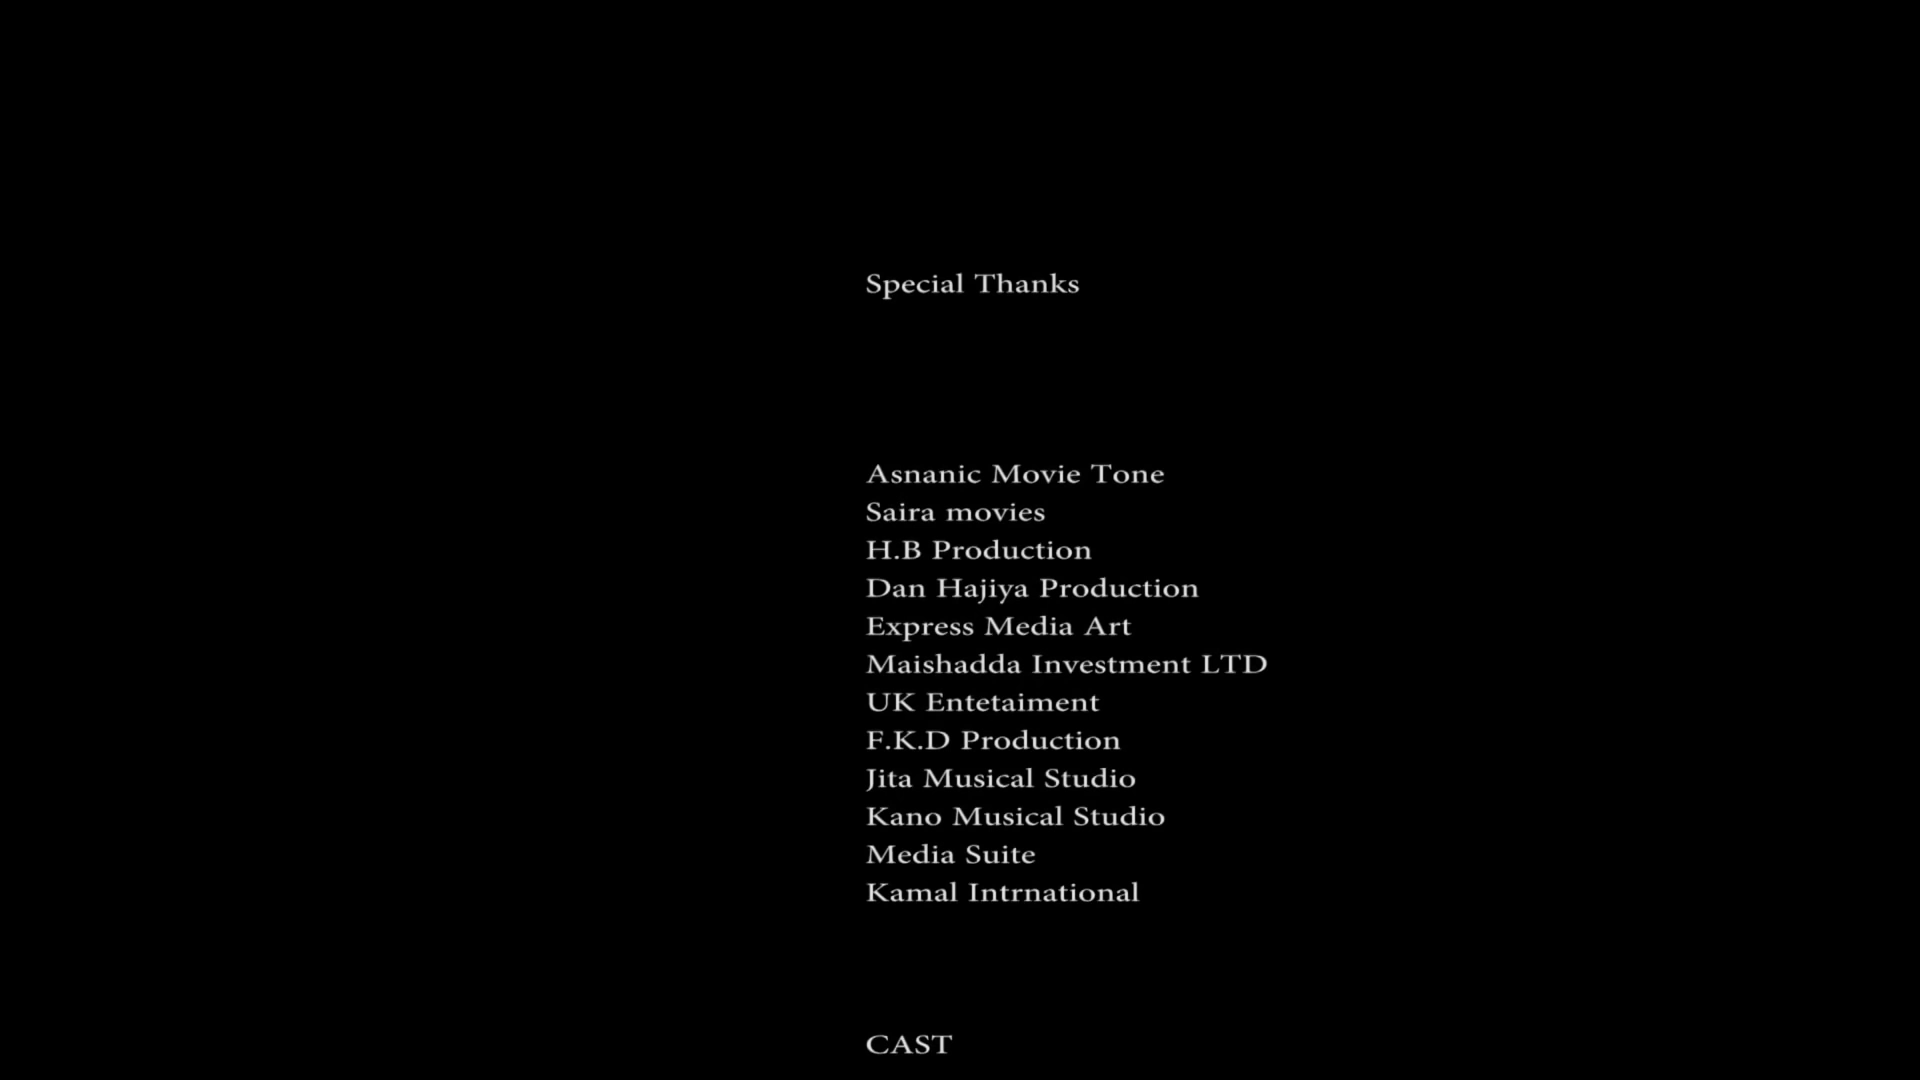 Special Thanks
Asnanic Movie Tone
Saira movies
H.B Production
Dan Hajiya Production
Express Media Art
Maishadda Investment LTD
UK Entetaiment
F.K.D Production
Jita Musical Studio
Kano Musical Studio
Media Suite
Kamal Intrnational
CAST